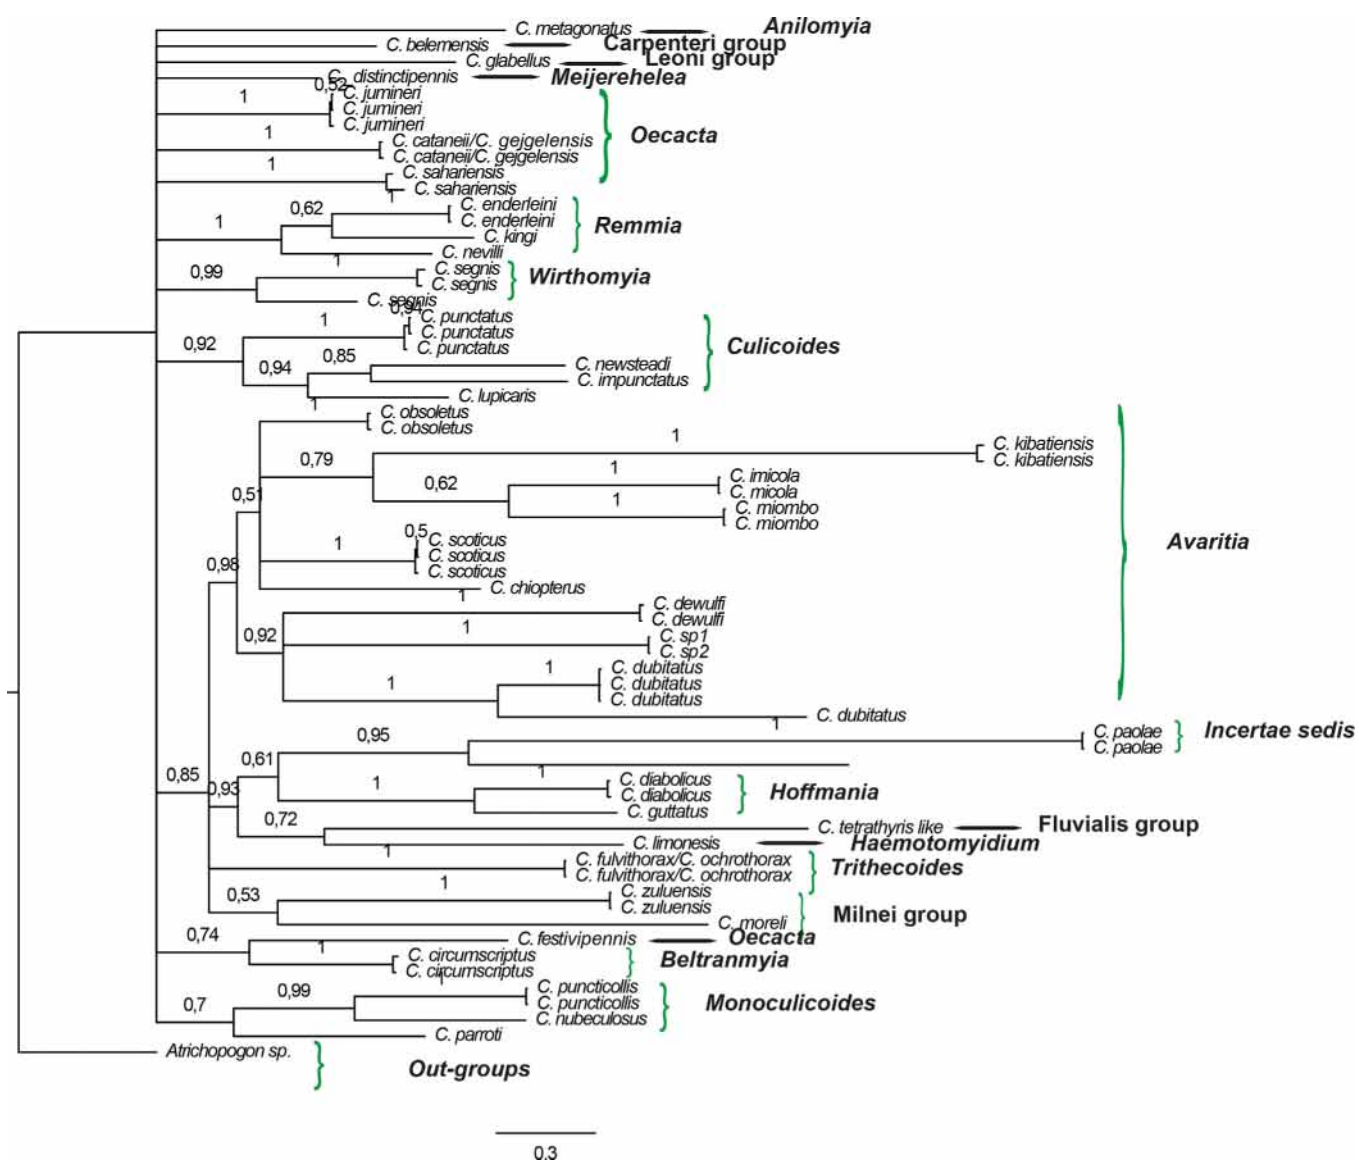 C. metagonatus Anilomyia
C. belemensis Carpenteri group
C. glabellus Leoni group
C. distinctipennis Meijerehelea
0,52
C. jumineri
1
C. jumineri
C. jumineri
Oecacta
1
C. cataneii/C. gejgelensis
C. cataneii/C. gejgelensis
1
C. sahariensis
C. sahariensis
1
C. enderleini
0,62
C. enderleini
Remmia
1
C. kingi
C. nevilli
1
C. segnis
0,99
C. segnis
Wirthomyia
C. segnis
0,94
C. punctatus
1
C. punctatus
C. punctatus
Culicoides
0,92
0,85
C. newsteadi
0,94
C. impunctatus
C. lupicaris
1
C. obsoletus
C. obsoletus
1
C. kibatiensis
C. kibatiensis
0,79
1
C. imicola
C. micola
0,62
1
C. miombo
C. miombo
0,51
0,5
C. scoticus
1
C. scoticus
C. scoticus
Avaritia
0,98
C. chiopterus
1
C. dewulfi
C. dewulfi
0,92
1
C. sp1
C. sp2
1
C. dubitatus
1
C. dubitatus
C. dubitatus
C. dubitatus
1
C. paolae
C. paolae
Incertae sedis
0,95
0,61
1
0,85
C. diabolicus
1
C. diabolicus
Hoffmania
0,93
C. guttatus
0,72
C. tetrathyris like Fluvialis group
C. limonesis Haemotomyidium
1
C. fulvithorax/C. ochrothorax
C. fulvithorax/C. ochrothorax
Trithecoides
1
C. zuluensis
0,53
C. zuluensis
Milnei group
C. moreli
0,74
C. festivipennis Oecacta
1
C. circumscriptus
C. circumscriptus
Beltranmyia
1
C. puncticollis
0,99
C. puncticollis
Monoculicoides
0,7
C. nubeculosus
C. parroti
Atrichopogon sp.
Out-groups
0.3